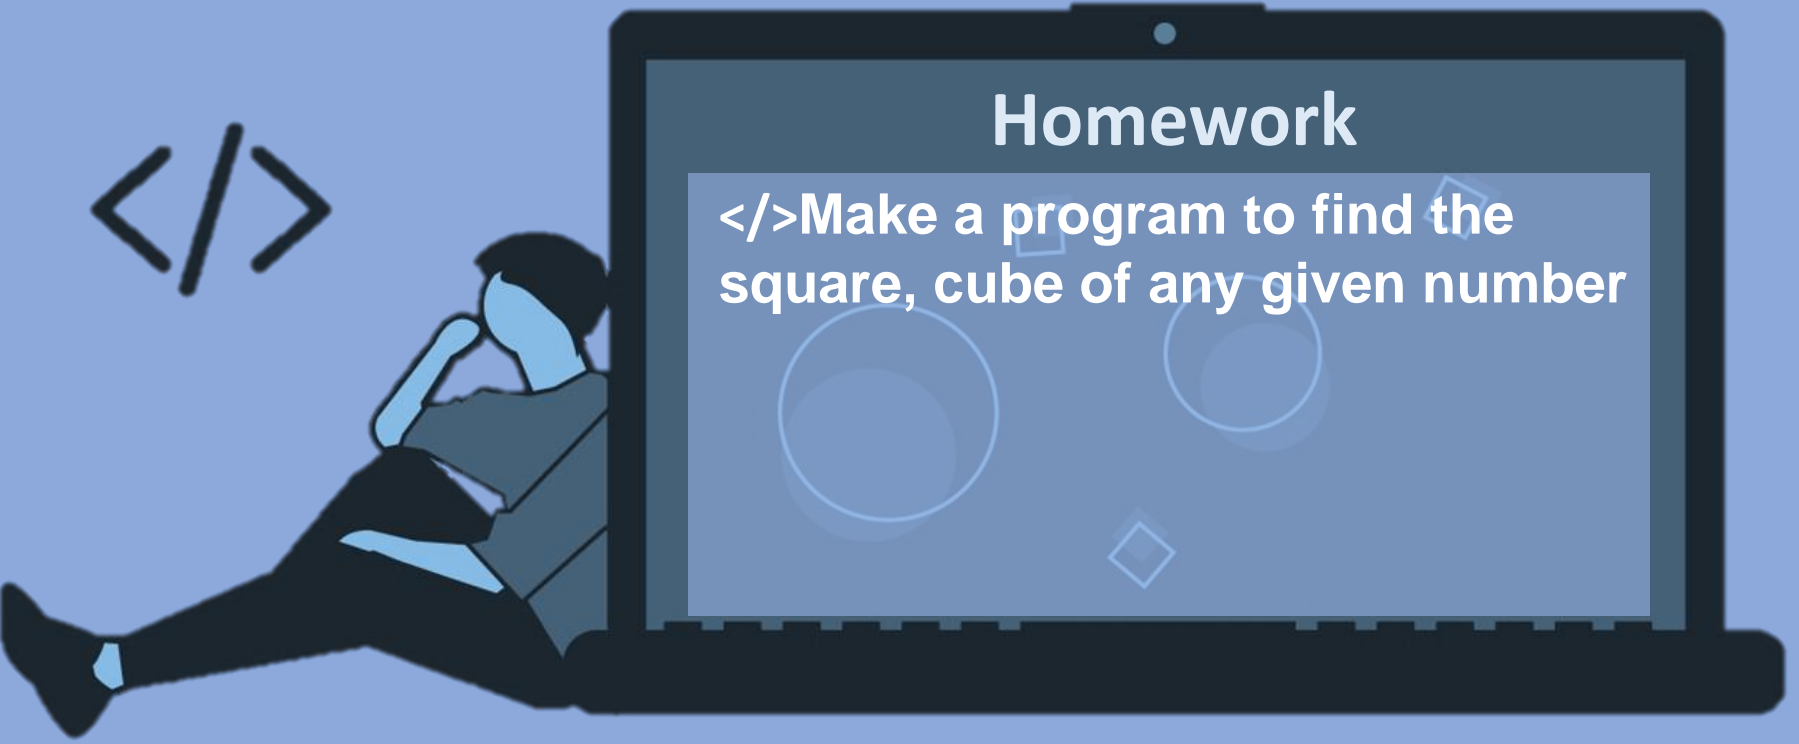 Homework
</>Make a program to find the
square, cube of any given number